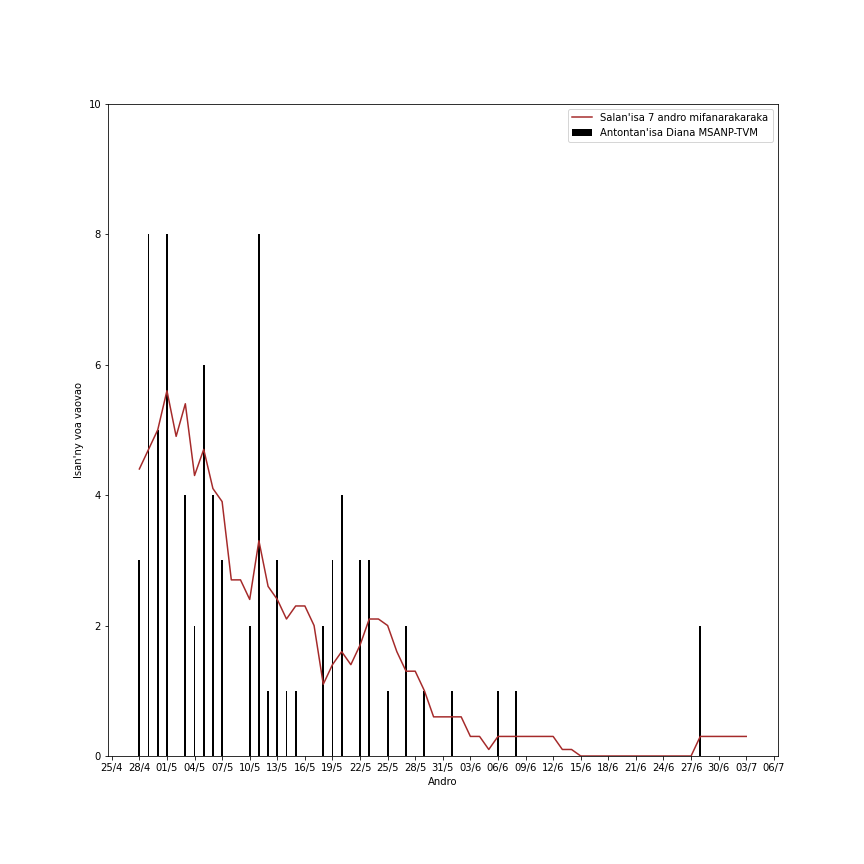 Salan'isa 7 andro mifanarakaraka
Antontan'isa Diana MSANP-TVM
10
8
6
4
2
0
Isan'ny voa vaovao
25/4 28/4 01/5 04/5 07/5 10/5 13/5 16/5 19/5 22/5 25/5 28/5 31/5 03/6 06/6 09/6 12/6 15/6 18/6 21/6 24/6 27/6 30/6 03/7 06/7
Andro